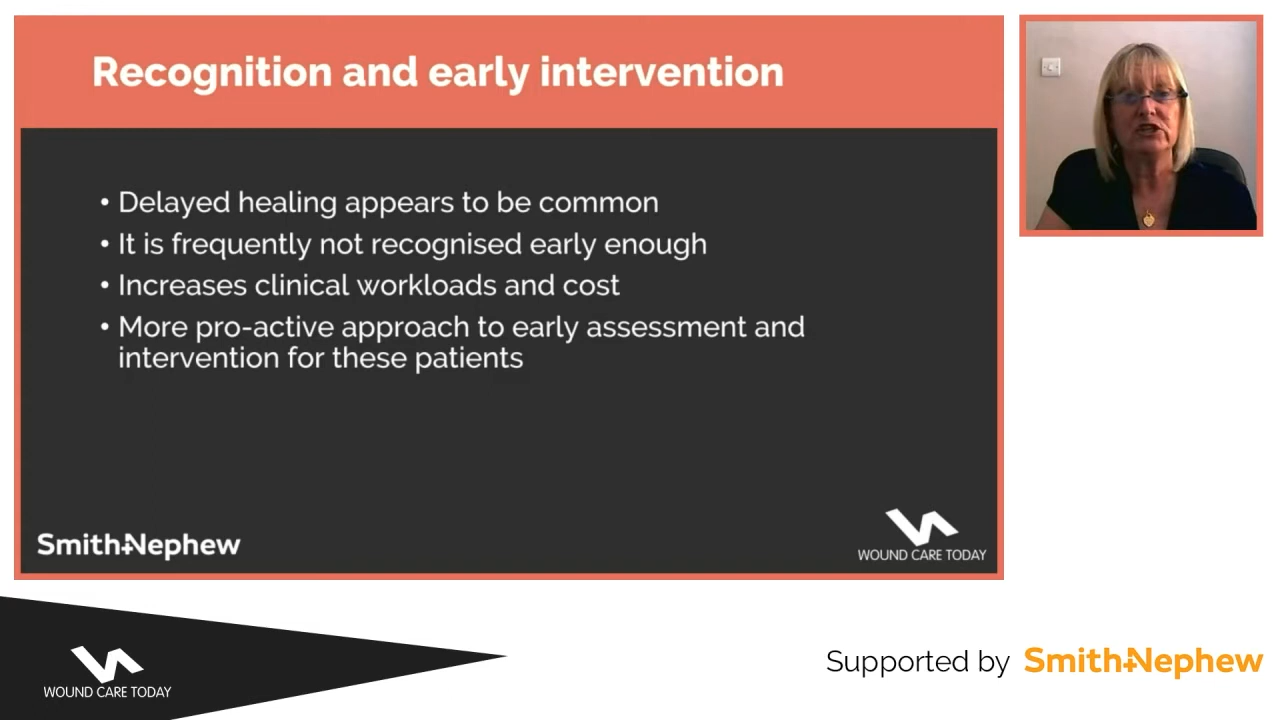 Recognition and early intervention
• Delayed healing appears to be common
• It is frequently not recognised early enough
• Increases clinical workloads and cost
• More pro-active approach to early assessment and
intervention for these patients
Smith+Nephew
WOUND CARE TODAY
WOUND CARE TODAY
Supported by Smith+Nephew